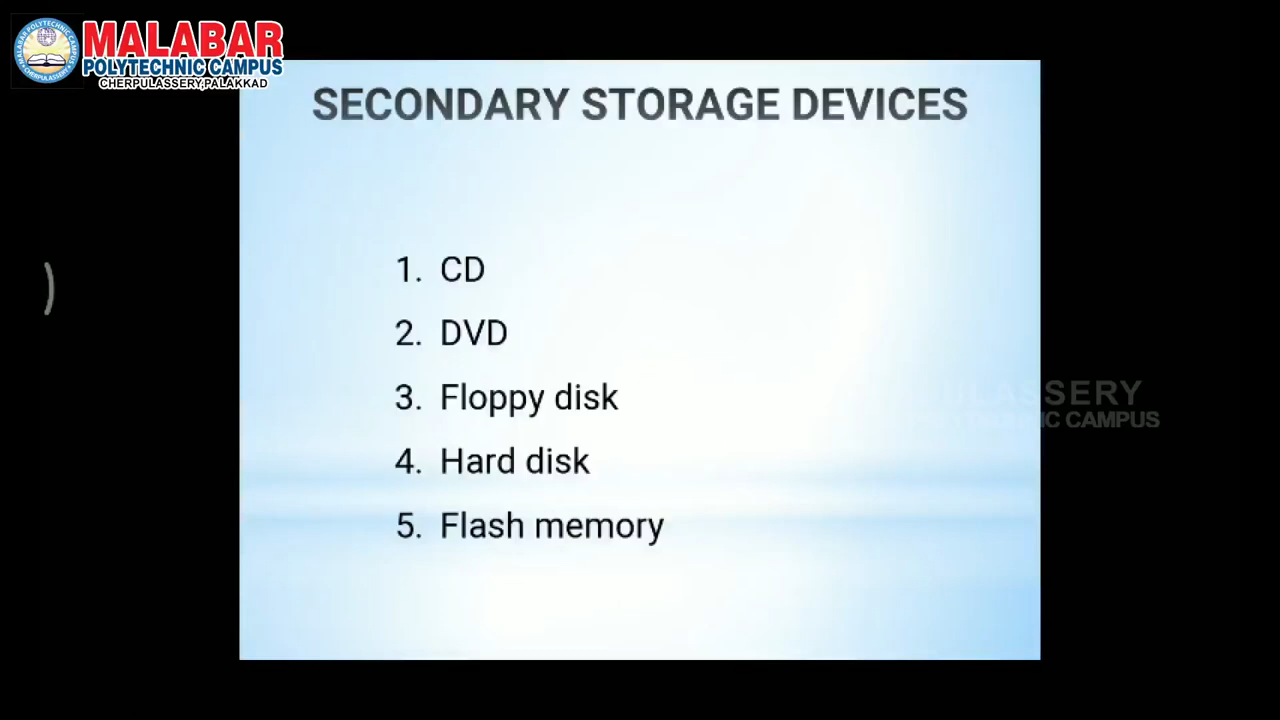 MALABAR
POLYTECHNIC CAMPUS
CHERPULASSERY,PALAKKAD
SECONDARY STORAGE DEVICES
1. CD
2. DVD
3. Floppy disk
4. Hard disk
5. Flash memory
CAMPUS